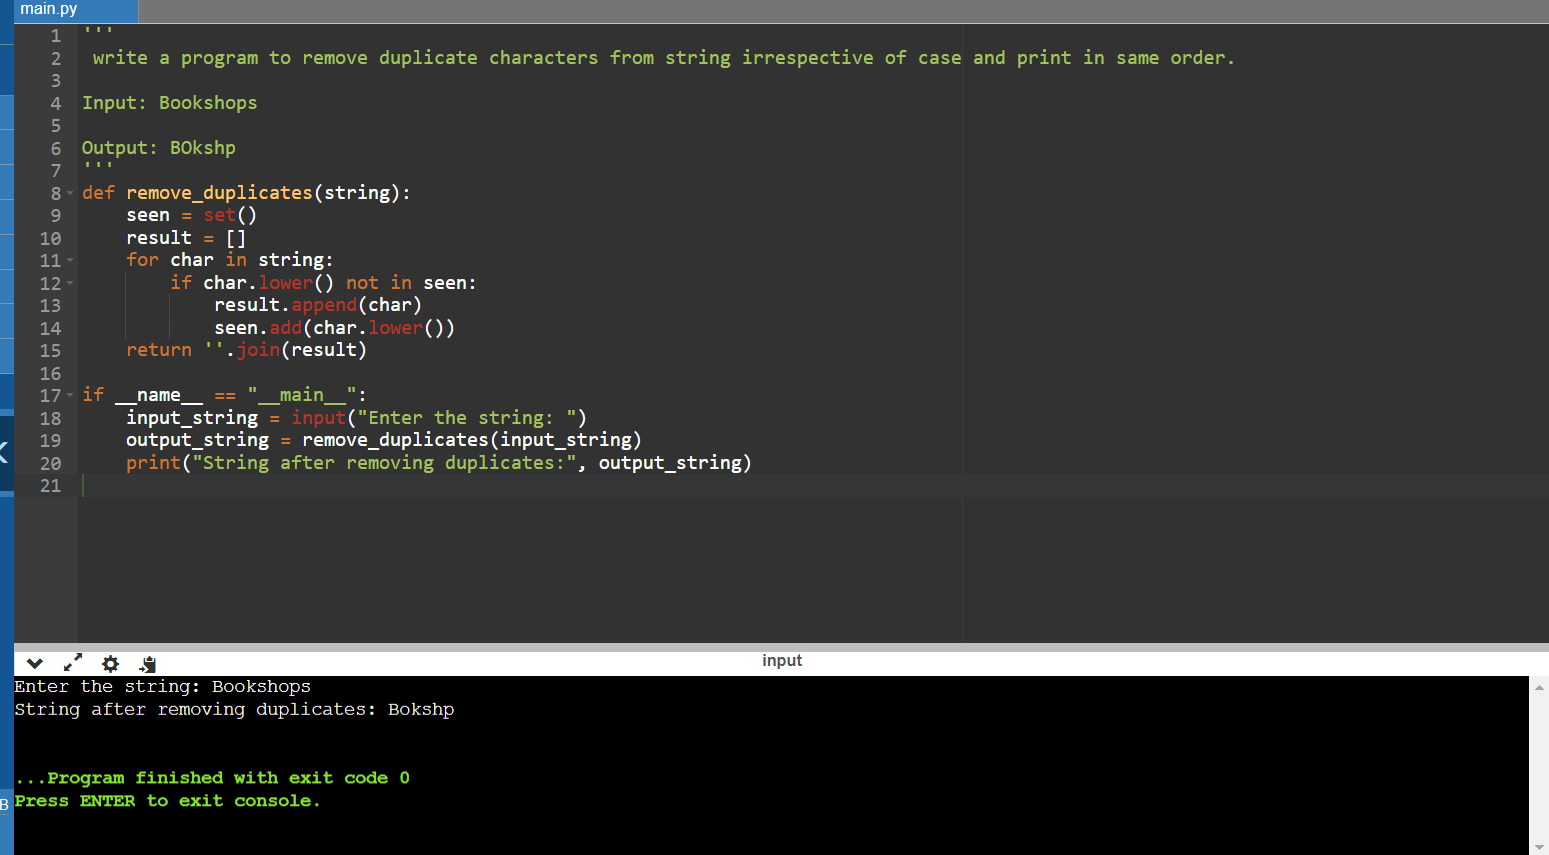 main.py
1 '''
2  write a program to remove duplicate characters from string irrespective of case and print in same order.
3
4 Input: Bookshops
5
6 Output: BOkshp
7 '''
8 def remove_duplicates(string):
9     seen = set()
10     result = []
11     for char in string:
12         if char.lower() not in seen:
13             result.append(char)
14             seen.add(char.lower())
15     return ''.join(result)
16
17 if __name__ == "__main__":
18     input_string = input("Enter the string: ")
19     output_string = remove_duplicates(input_string)
20     print("String after removing duplicates:", output_string)
21
input
Enter the string: Bookshops
String after removing duplicates: Bokshp
...Program finished with exit code 0
B
Press ENTER to exit console.